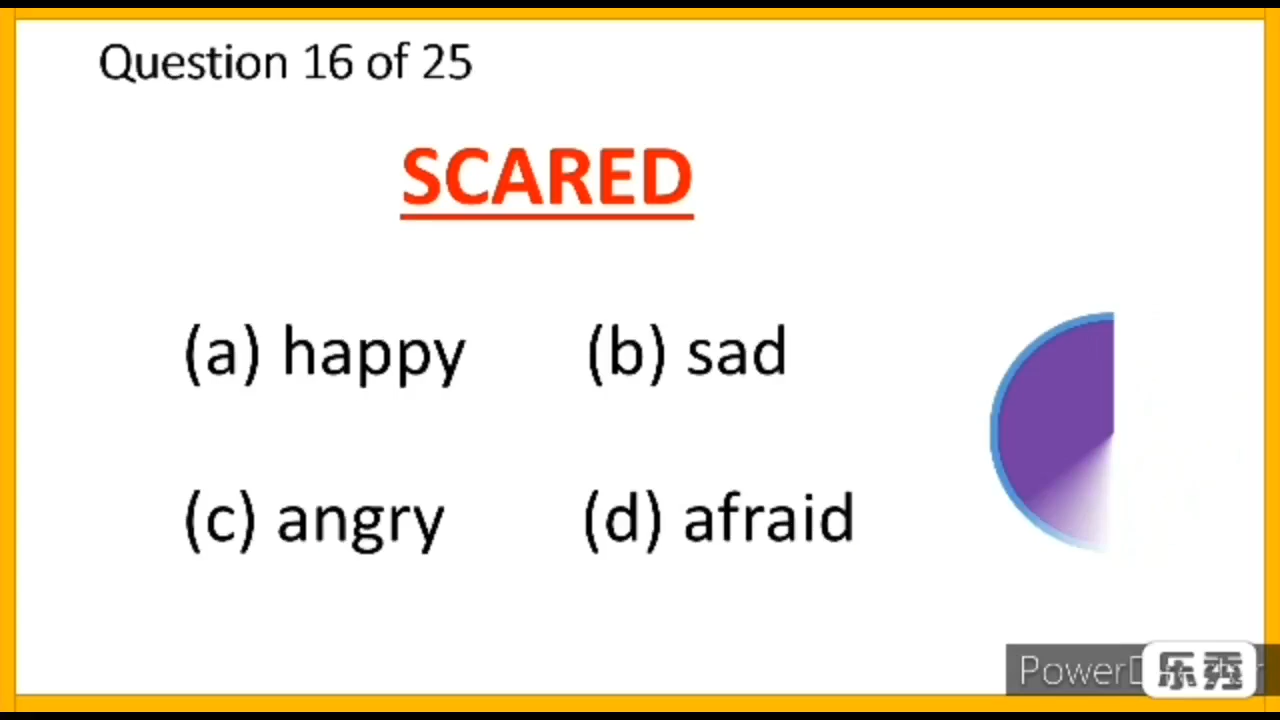 Question 16 of 25
SCARED
(a) happy (b) sad
(c) angry (d) afraid
乐秀